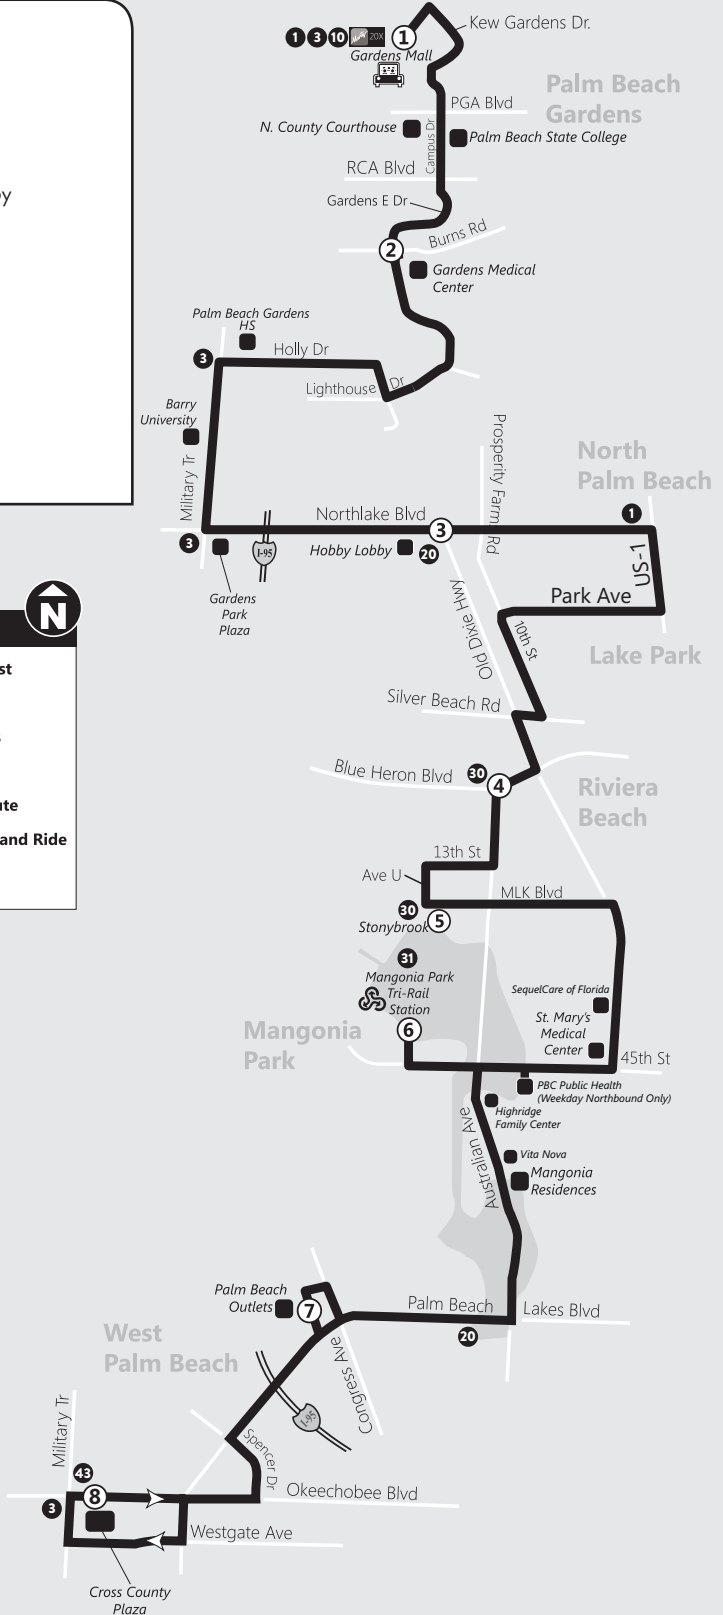 Kew Gardens Dr.
1 3 10 20X 1
Gardens Mall
Palm Beach
Gardens
PGA Blvd
N. County Courthouse
Campus Dr
Palm Beach State College
RCA Blvd
Gardens E Dr
Burns Rd
2
Gardens Medical
Center
Palm Beach Gardens
HS
3
Holly Dr
Lighthouse Dr
Barry
University
Military Tr
Prosperity Farms Rd
North
Palm Beach
Northlake Blvd
3
1
3
I-95
Hobby Lobby
20
US-1
Gardens
Park
Plaza
Old Dixie Hwy
Park Ave
10th St
Lake Park
N
st
Silver Beach Rd
Blue Heron Blvd
30
4
Riviera
Beach
ute
and Ride
13th St
Ave U
MLK Blvd
30
Stonybrook
5
31
Mangonia Park
Tri-Rail
Station
6
SequelCare of Florida
St. Mary's
Medical
Center
Mangonia
Park
45th St
PBC Public Health
(Weekday Northbound Only)
Highridge
Family Center
Australian Ave
Vita Nova
Mangonia
Residences
Palm Beach
Outlets
7
Palm Beach Lakes Blvd
20
West
Palm Beach
Congress Ave
I-95
Military Tr
Spencer Dr
43
8
3
Okeechobee Blvd
Westgate Ave
Cross County
Plaza